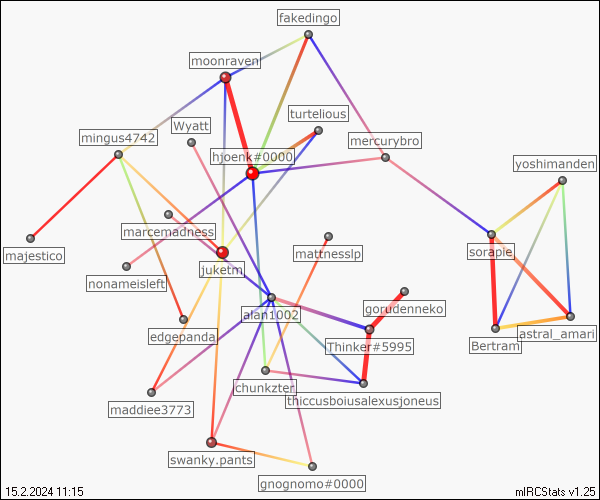 fakedingo
moonraven
turtelious
Wyatt
mingus4742
mercurybro
hjoenk#0000
yoshimanden
marcemadness
majestico
mattnesslp
sorapie
juketm
nonameisleft
gorudenneko
alan1002
edgepanda
Thinker#5995
astral_amari
Bertram
chunkzter
thiccusboiusalexusjoneus
maddiee3773
swanky.pants
gnognomo#0000
15.2.2024 11:15
mIRCStats v1.25